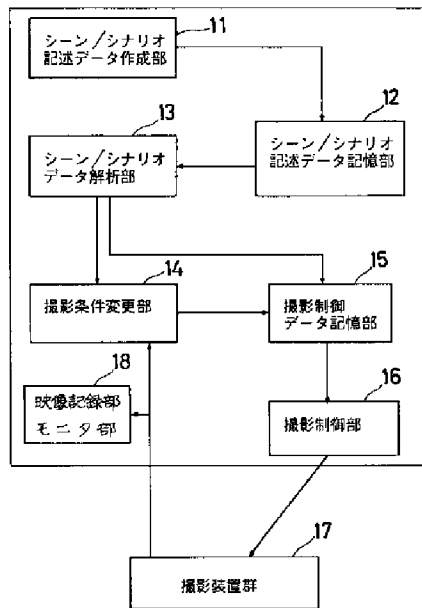 11
シーン/シナリオ
記述データ作成部
12
シーン/シナリオ
記述データ記憶部
13
シーン/シナリオ
データ解析部
14
撮影条件変更部
15
撮影制御
データ記憶部
18
映像記録部
モニタ部
16
撮影制御部
17
撮影装置群